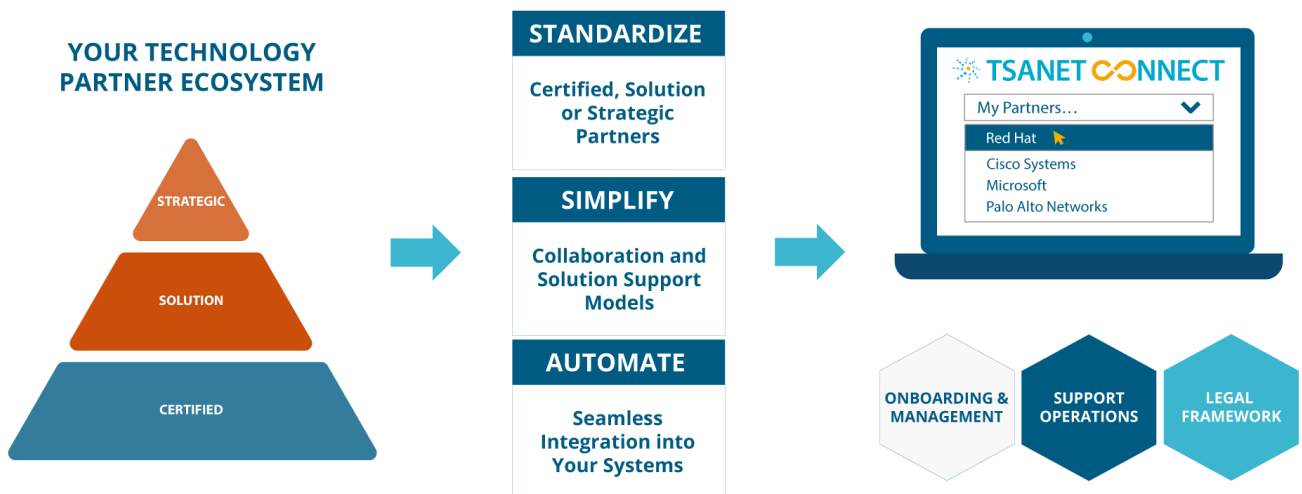 YOUR TECHNOLOGY
PARTNER ECOSYSTEM
STRATEGIC
SOLUTION
CERTIFIED
STANDARDIZE
Certified, Solution
or Strategic
Partners
SIMPLIFY
Collaboration and
Solution Support
Models
AUTOMATE
Seamless
Integration into
Your Systems
TSANET CONNECT
My Partners...
Red Hat
Cisco Systems
Microsoft
Palo Alto Networks
ONBOARDING &
MANAGEMENT
SUPPORT
OPERATIONS
LEGAL
FRAMEWORK